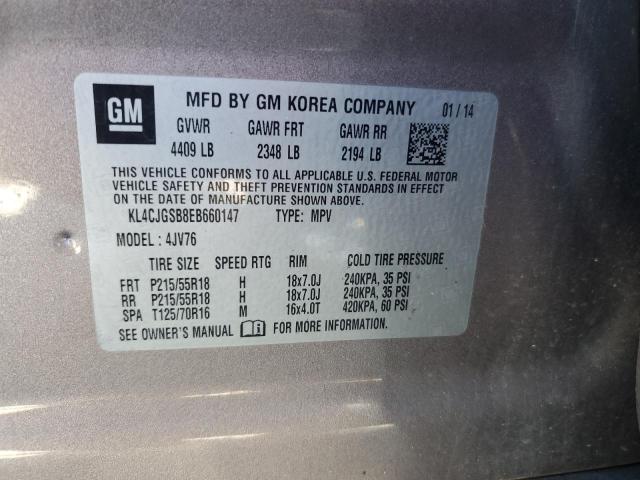 GM
MFD BY GM KOREA COMPANY 01 / 14
GVWR GAWR FRT GAWR RR
4409 LB 2348 LB 2194 LB
THIS VEHICLE CONFORMS TO ALL APPLICABLE U.S. FEDERAL MOTOR
VEHICLE SAFETY AND THEFT PREVENTION STANDARDS IN EFFECT
ON THE DATE OF MANUFACTURE SHOWN ABOVE.
KL4CJGSB8EB660147 TYPE: MPV
MODEL : 4JV76
TIRE SIZE SPEED RTG RIM COLD TIRE PRESSURE
FRT P215/55R18 H 18x7.0J 240KPA, 35 PSI
RR P215/55R18 H 18x7.0J 240KPA, 35 PSI
SPA T125/70R16 M 16x4.0T 420KPA, 60 PSI
SEE OWNER'S MANUAL FOR MORE INFORMATION.